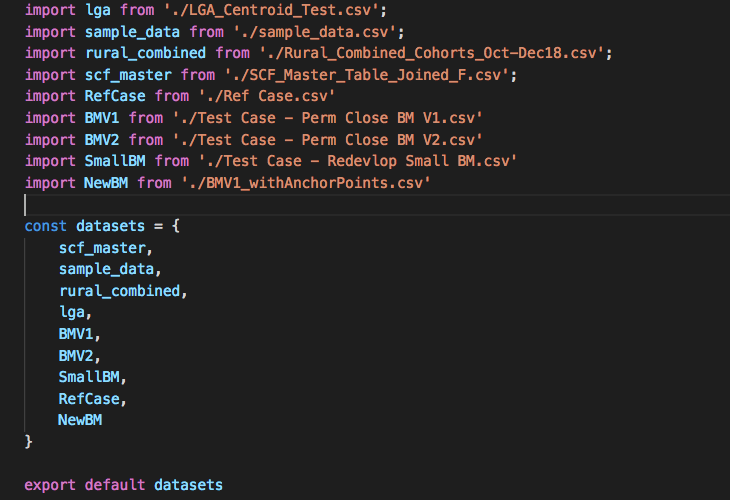 import lga from './LGA_Centroid_Test.csv';
import sample_data from './sample_data.csv';
import rural_combined from './Rural_Combined_Cohorts_Oct-Dec18.csv';
import scf_master from './SCF_Master_Table_Joined_F.csv';
import RefCase from './Ref Case.csv'
import BMV1 from './Test Case - Perm Close BM V1.csv'
import BMV2 from './Test Case - Perm Close BM V2.csv'
import SmallBM from './Test Case - Redevlop Small BM.csv'
import NewBM from './BMV1_withAnchorPoints.csv'
const datasets = {
scf_master,
sample_data,
rural_combined,
lga,
BMV1,
BMV2,
SmallBM,
RefCase,
NewBM
}
export default datasets